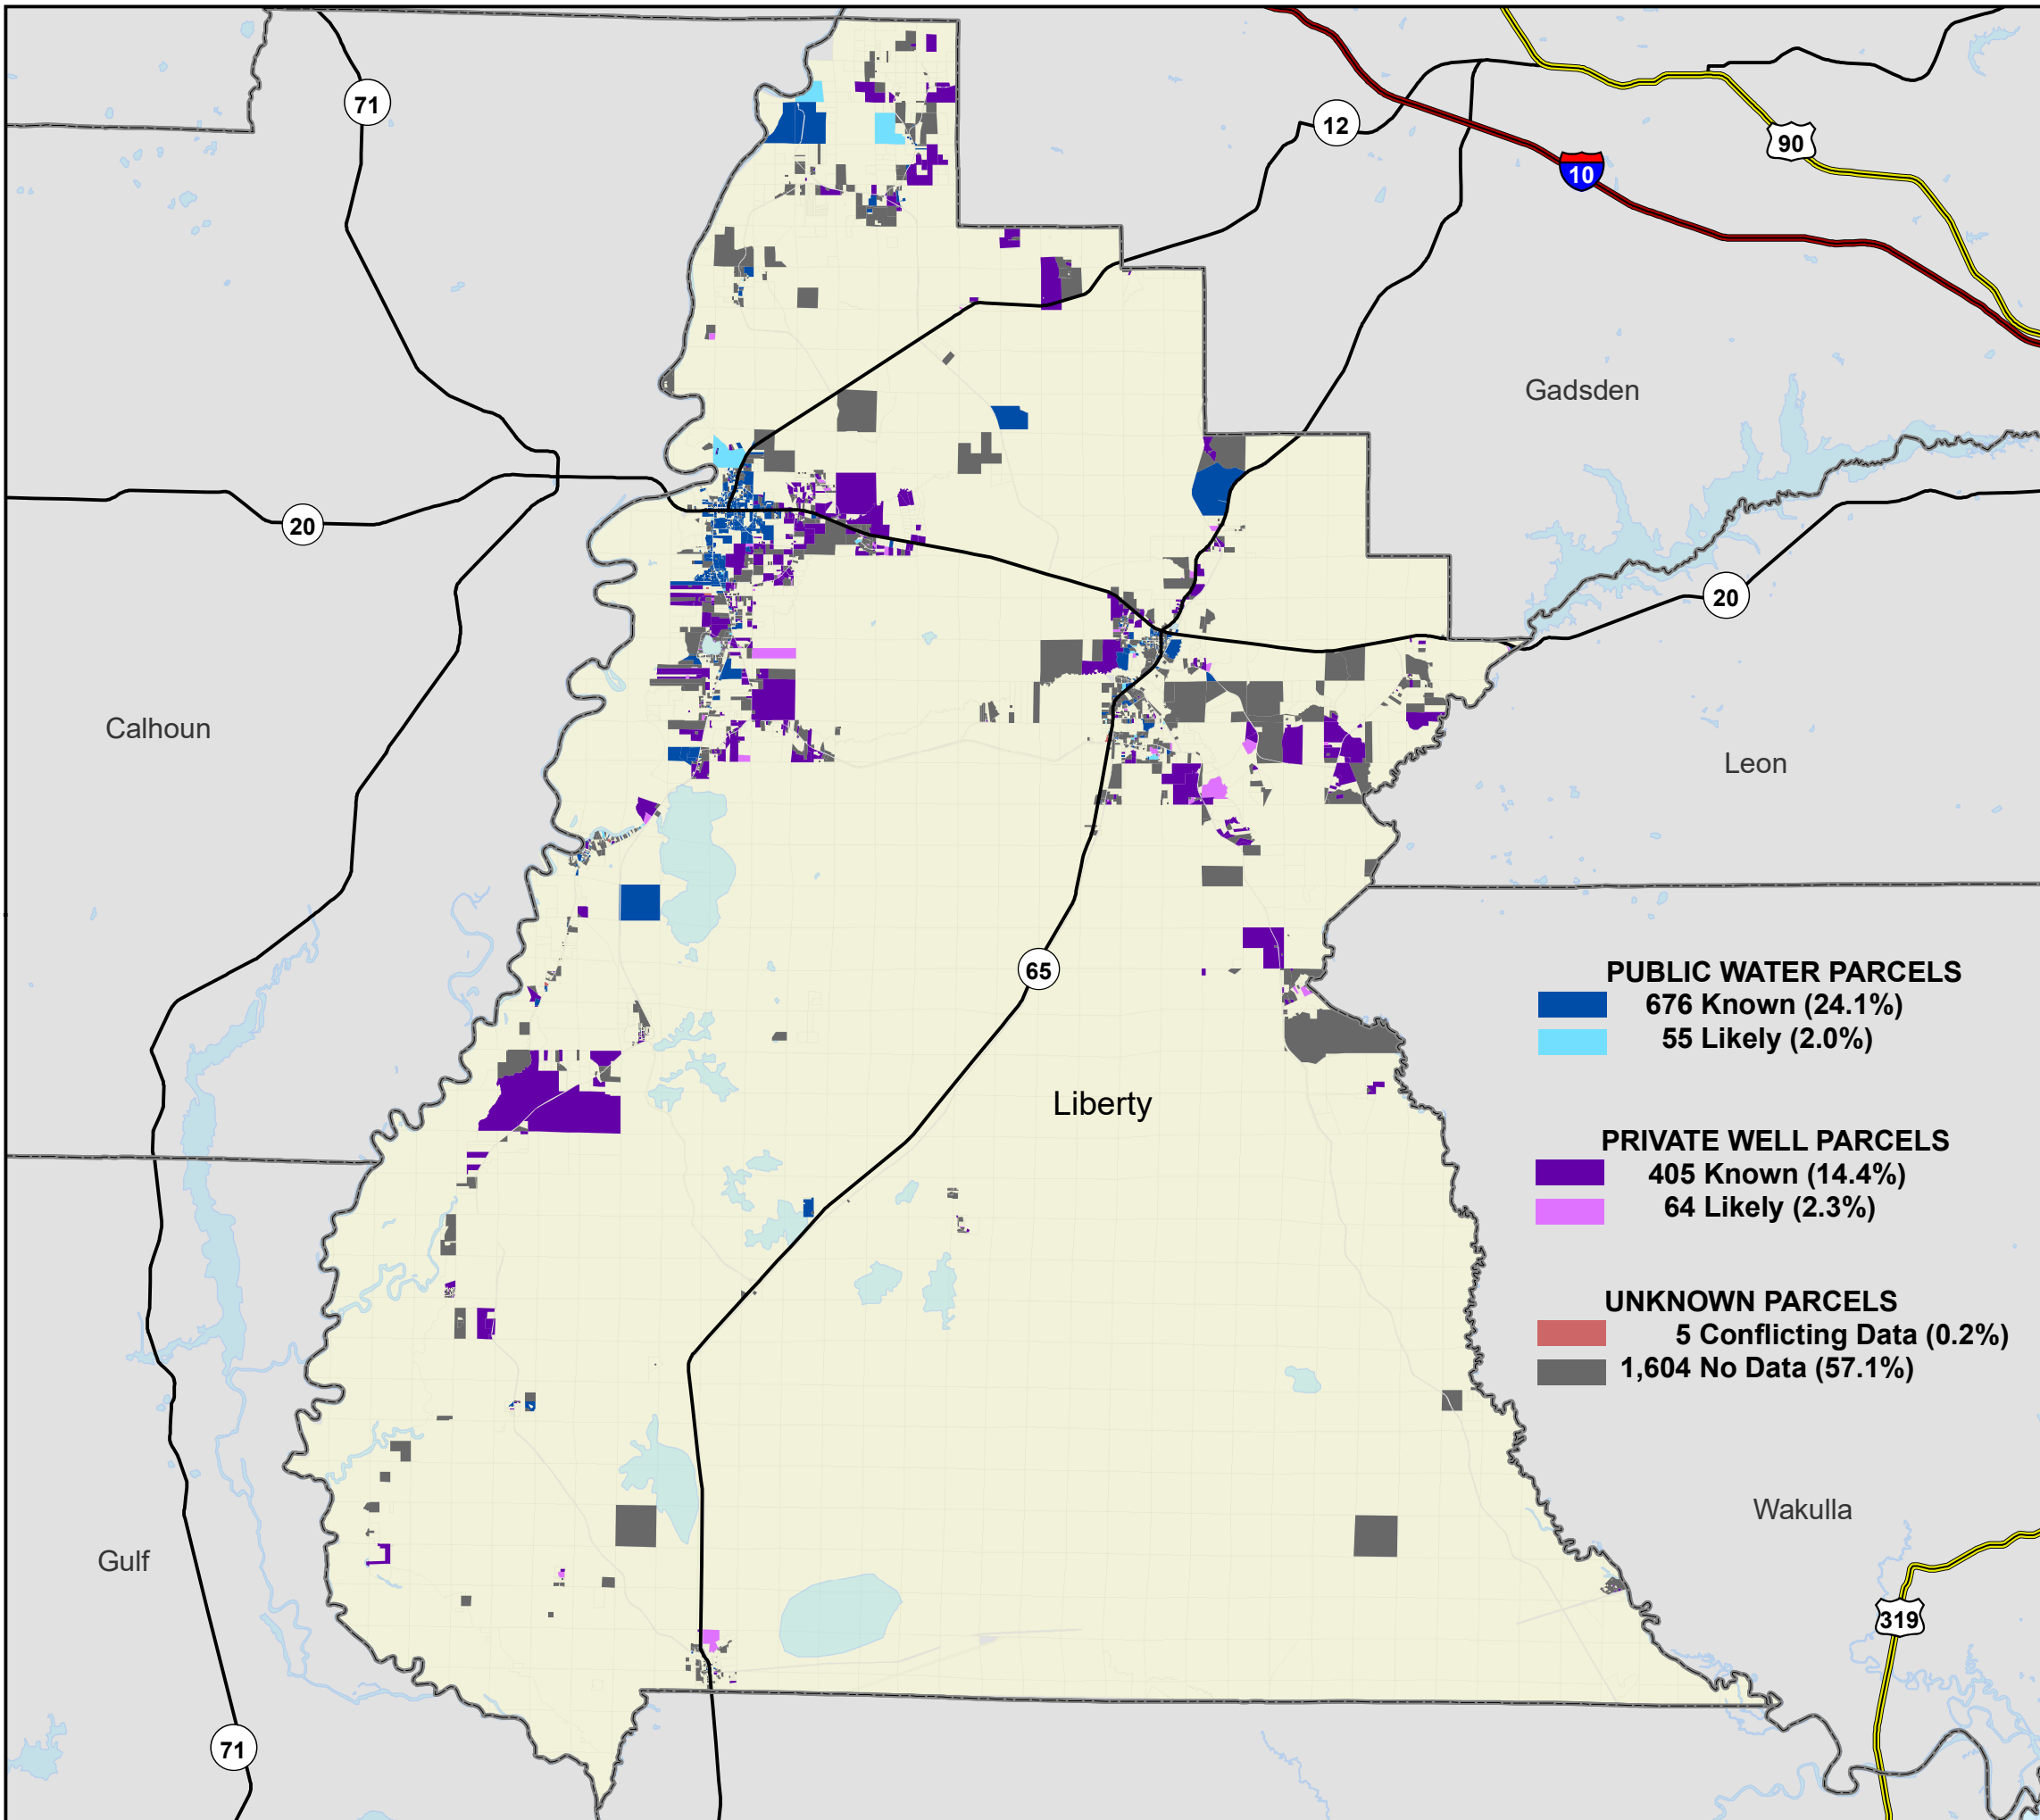 71
12
90
10
Gadsden
20
20
Calhoun
Leon
65
PUBLIC WATER PARCELS
676 Known (24.1%)
55 Likely (2.0%)
Liberty
PRIVATE WELL PARCELS
405 Known (14.4%)
64 Likely (2.3%)
UNKNOWN PARCELS
5 Conflicting Data (0.2%)
1,604 No Data (57.1%)
Wakulla
Gulf
319
71